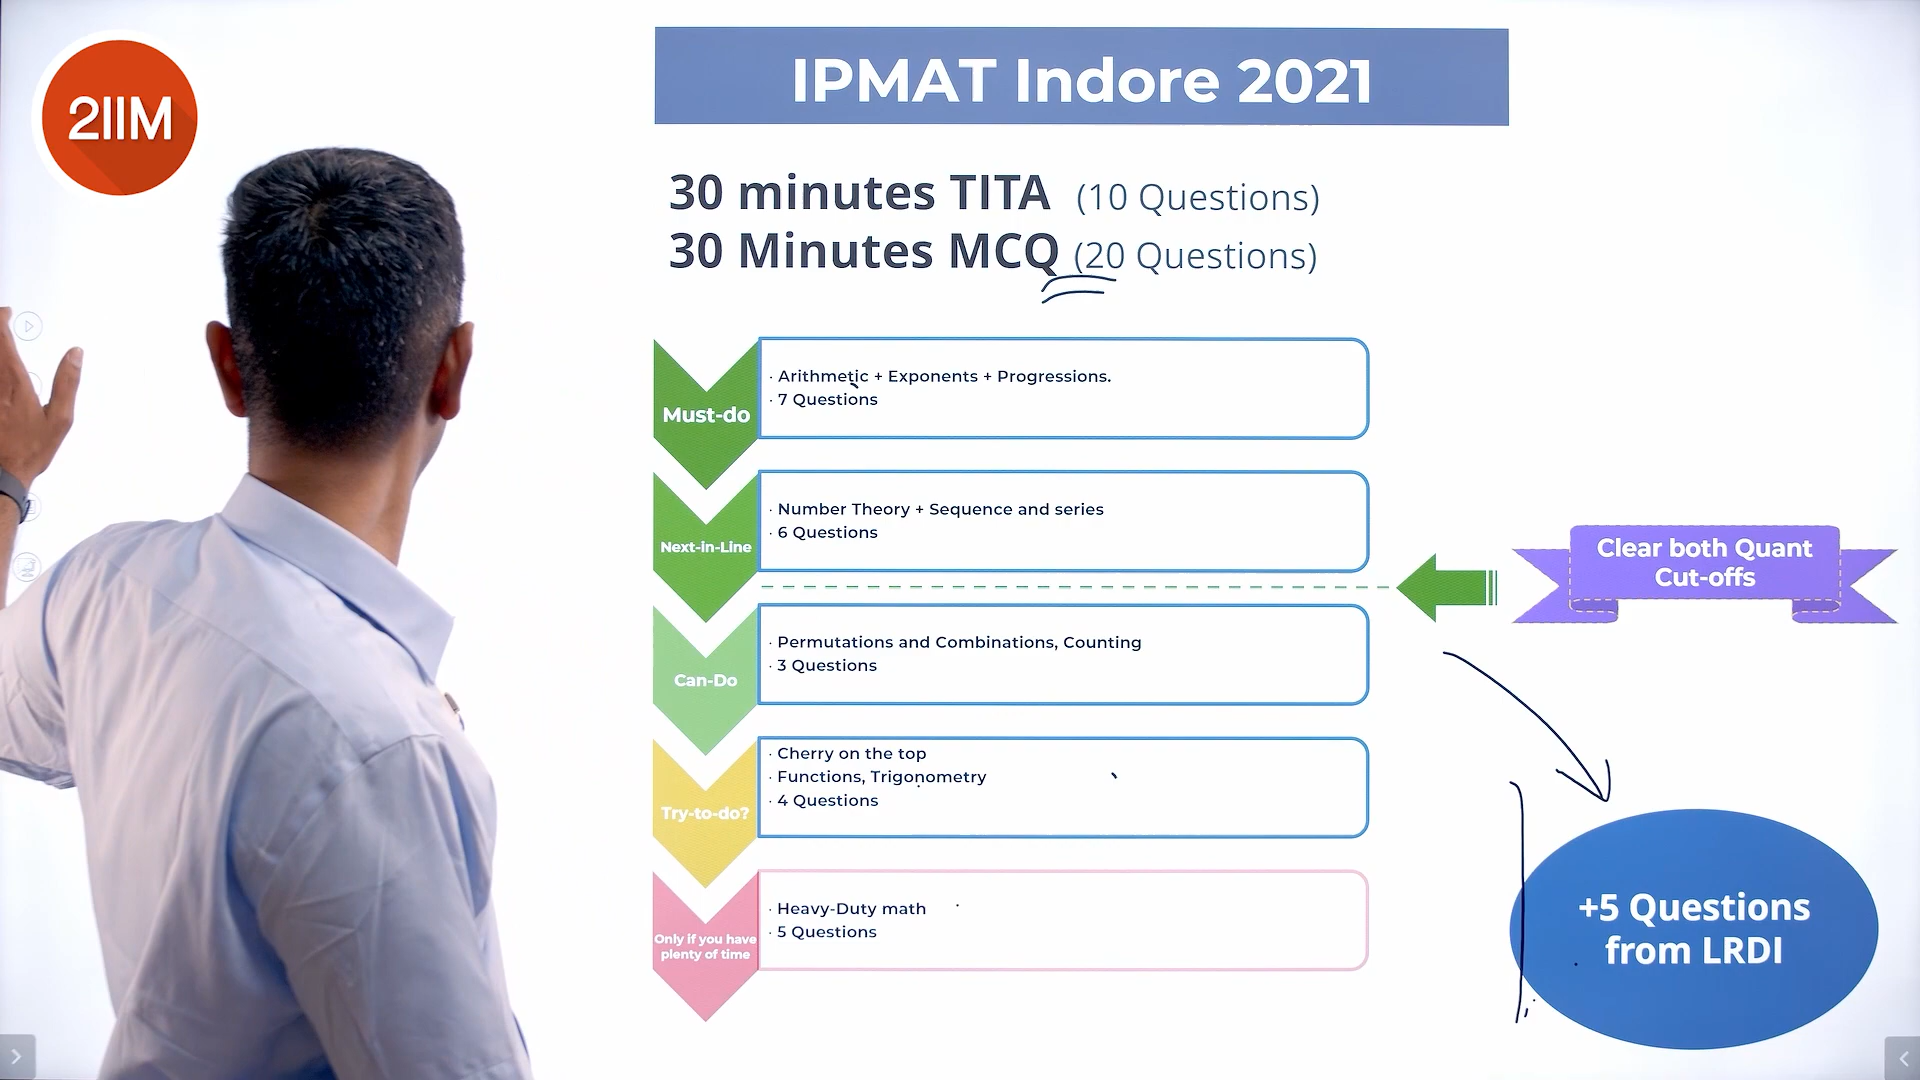 2IIM
IPMAT Indore 2021
30 minutes TITA (10 Questions)
30 Minutes MCQ (20 Questions)
Must-do
· Arithmetic + Exponents + Progressions.
· 7 Questions
Next-in-Line
· Number Theory + Sequence and series
· 6 Questions
Clear both Quant
Cut-offs
Can-Do
· Permutations and Combinations, Counting
· 3 Questions
Try-to-do?
· Cherry on the top
· Functions, Trigonometry
· 4 Questions
Only if you have
plenty of time
· Heavy-Duty math
· 5 Questions
+5 Questions
from LRDI